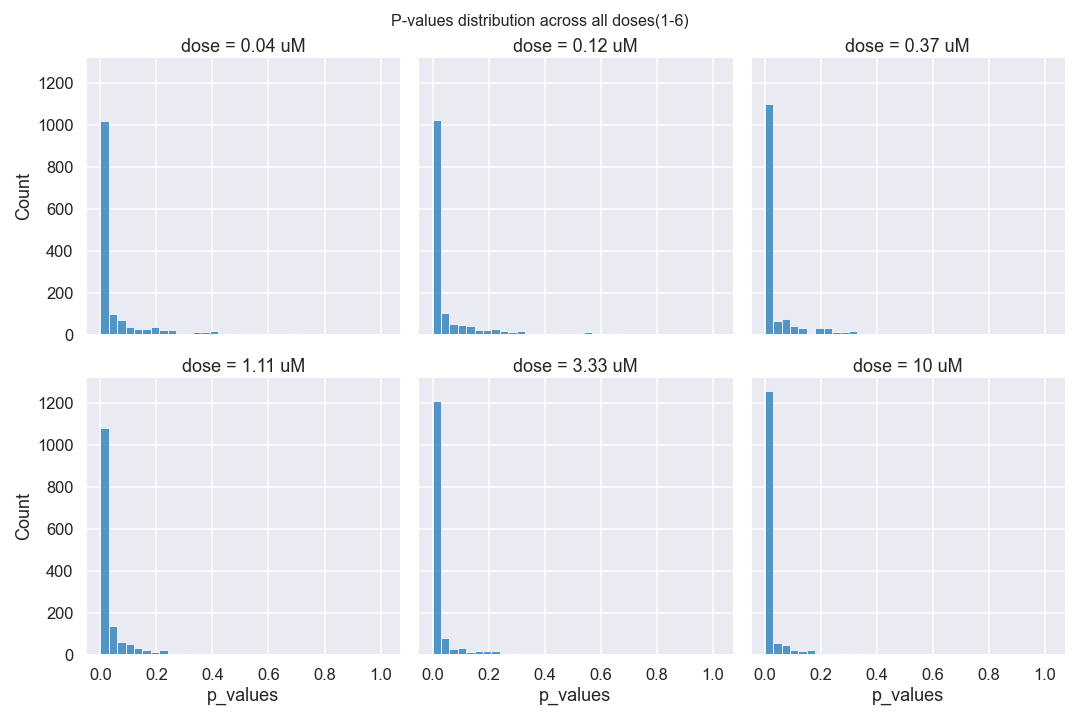 P-values distribution across all doses(1-6)
dose = 0.04 uM
dose = 0.12 uM
dose = 0.37 uM
1200
1000
800
600
400
200
0
Count
dose = 1.11 uM
dose = 3.33 uM
dose = 10 uM
1200
1000
800
600
400
200
0
Count
0.0 0.2 0.4 0.6 0.8 1.0
0.0 0.2 0.4 0.6 0.8 1.0
0.0 0.2 0.4 0.6 0.8 1.0
p_values
p_values
p_values